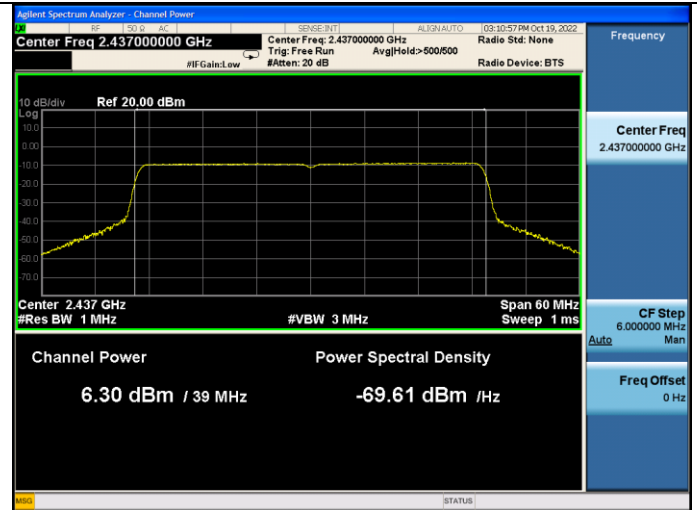 Agilent Spectrum Analyzer - Channel Power
RF 50 Ω AC SENSE:INT ALIGN AUTO 03:10:57 PM Oct 19, 2022
Center Freq 2.437000000 GHz Center Freq: 2.437000000 GHz Radio Std: None
Trig: Free Run Avg|Hold:>500/500
#IFGain:Low #Atten: 20 dB Radio Device: BTS
10 dB/div Ref 20.00 dBm
Log
10.0
0.00
-10.0
-20.0
-30.0
-40.0
-50.0
-60.0
-70.0
Center 2.437 GHz Span 60 MHz
#Res BW 1 MHz #VBW 3 MHz Sweep 1 ms
Channel Power Power Spectral Density
6.30 dBm / 39 MHz -69.61 dBm /Hz
MSG STATUS
Frequency
Center Freq
2.437000000 GHz
CF Step
6.000000 MHz
Auto Man
Freq Offset
0 Hz